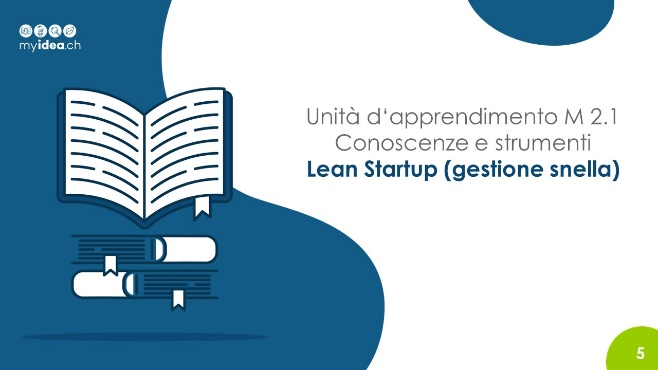 myidea.ch
Unità d‘apprendimento M 2.1
Conoscenze e strumenti
Lean Startup (gestione snella)
5